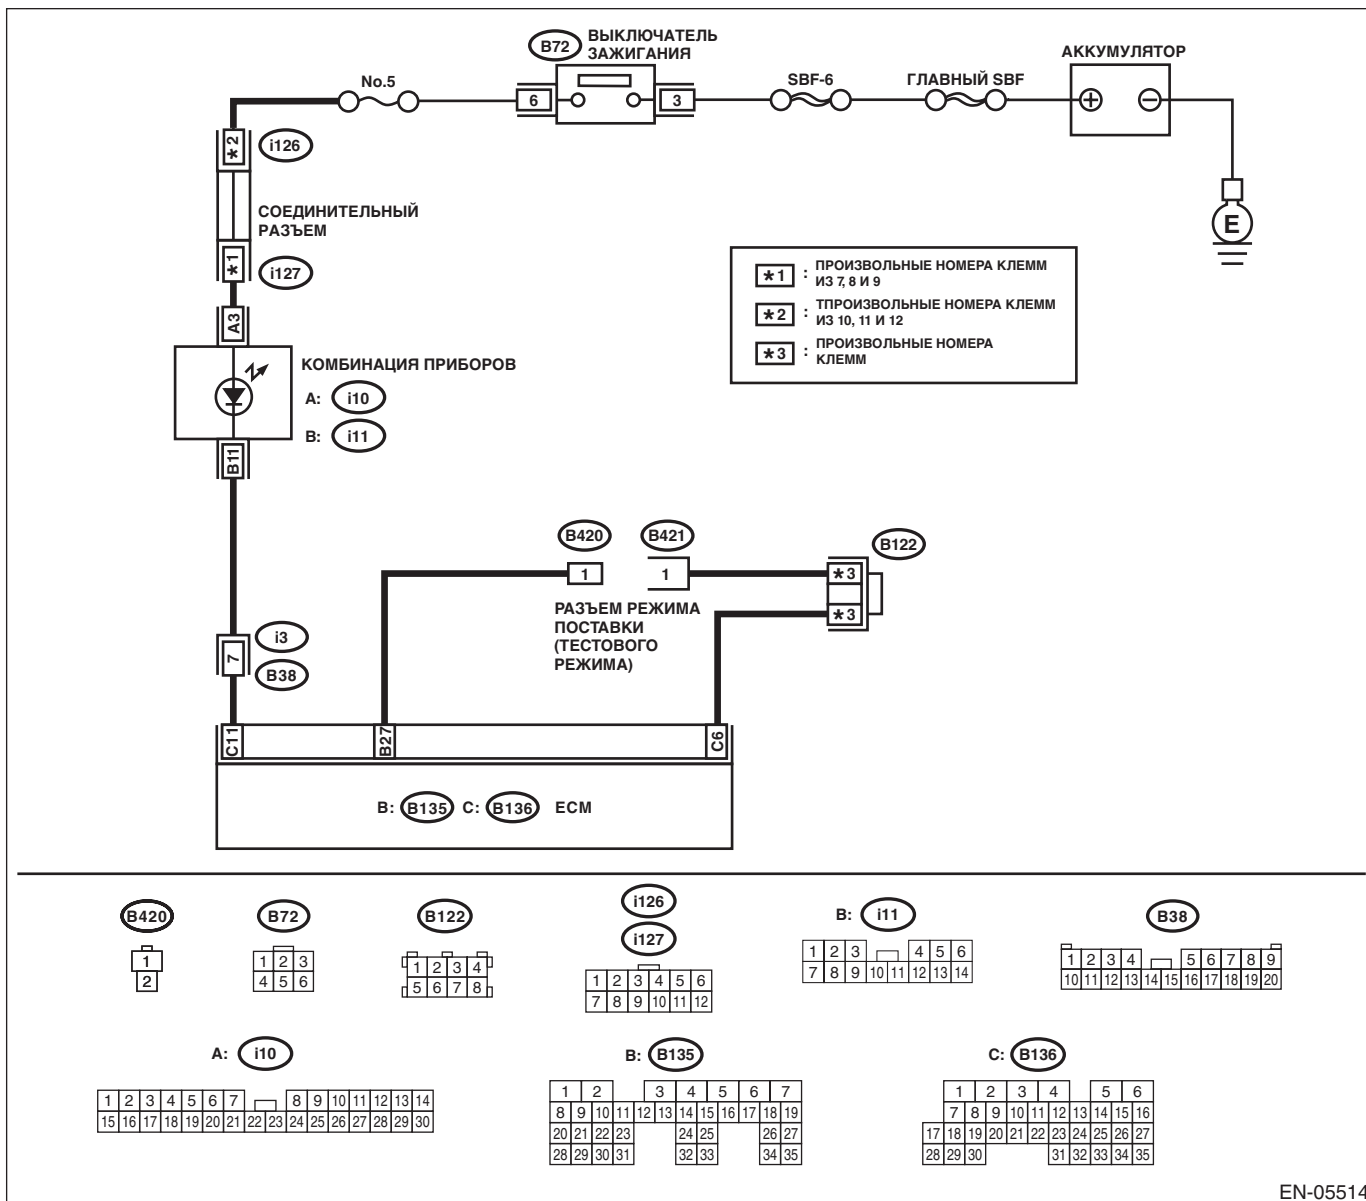 B72
ВЫКЛЮЧАТЕЛЬ
ЗАЖИГАНИЯ
No.5
6
3
SBF-6
ГЛАВНЫЙ SBF
АККУМУЛЯТОР
+
−
E
*2
i126
СОЕДИНИТЕЛЬНЫЙ
РАЗЪЕМ
*1
i127
A3
КОМБИНАЦИЯ ПРИБОРОВ
A: i10
B: i11
B11
*1 : ПРОИЗВОЛЬНЫЕ НОМЕРА КЛЕММ
ИЗ 7, 8 И 9
*2 : ТПРОИЗВОЛЬНЫЕ НОМЕРА КЛЕММ
ИЗ 10, 11 И 12
*3 : ПРОИЗВОЛЬНЫЕ НОМЕРА
КЛЕММ
B420
B421
B122
1
1
*3
*3
РАЗЪЕМ РЕЖИМА
ПОСТАВКИ
(ТЕСТОВОГО
РЕЖИМА)
7
i3
B38
C11
B27
C6
B: B135 C: B136 ECM
B420
1
2
B72
1 2 3
4 5 6
B122
1 2 3 4
5 6 7 8
i126
i127
1 2 3 4 5 6
7 8 9 10 11 12
B: i11
1 2 3 4 5 6
7 8 9 10 11 12 13 14
B38
1 2 3 4 5 6 7 8 9
10 11 12 13 14 15 16 17 18 19 20
A: i10
1 2 3 4 5 6 7 8 9 10 11 12 13 14
15 16 17 18 19 20 21 22 23 24 25 26 27 28 29 30
B: B135
1 2 3 4 5 6 7
8 9 10 11 12 13 14 15 16 17 18 19
20 21 22 23 24 25 26 27
28 29 30 31 32 33 34 35
C: B136
1 2 3 4 5 6
7 8 9 10 11 12 13 14 15 16
17 18 19 20 21 22 23 24 25 26 27
28 29 30 31 32 33 34 35
EN-05514